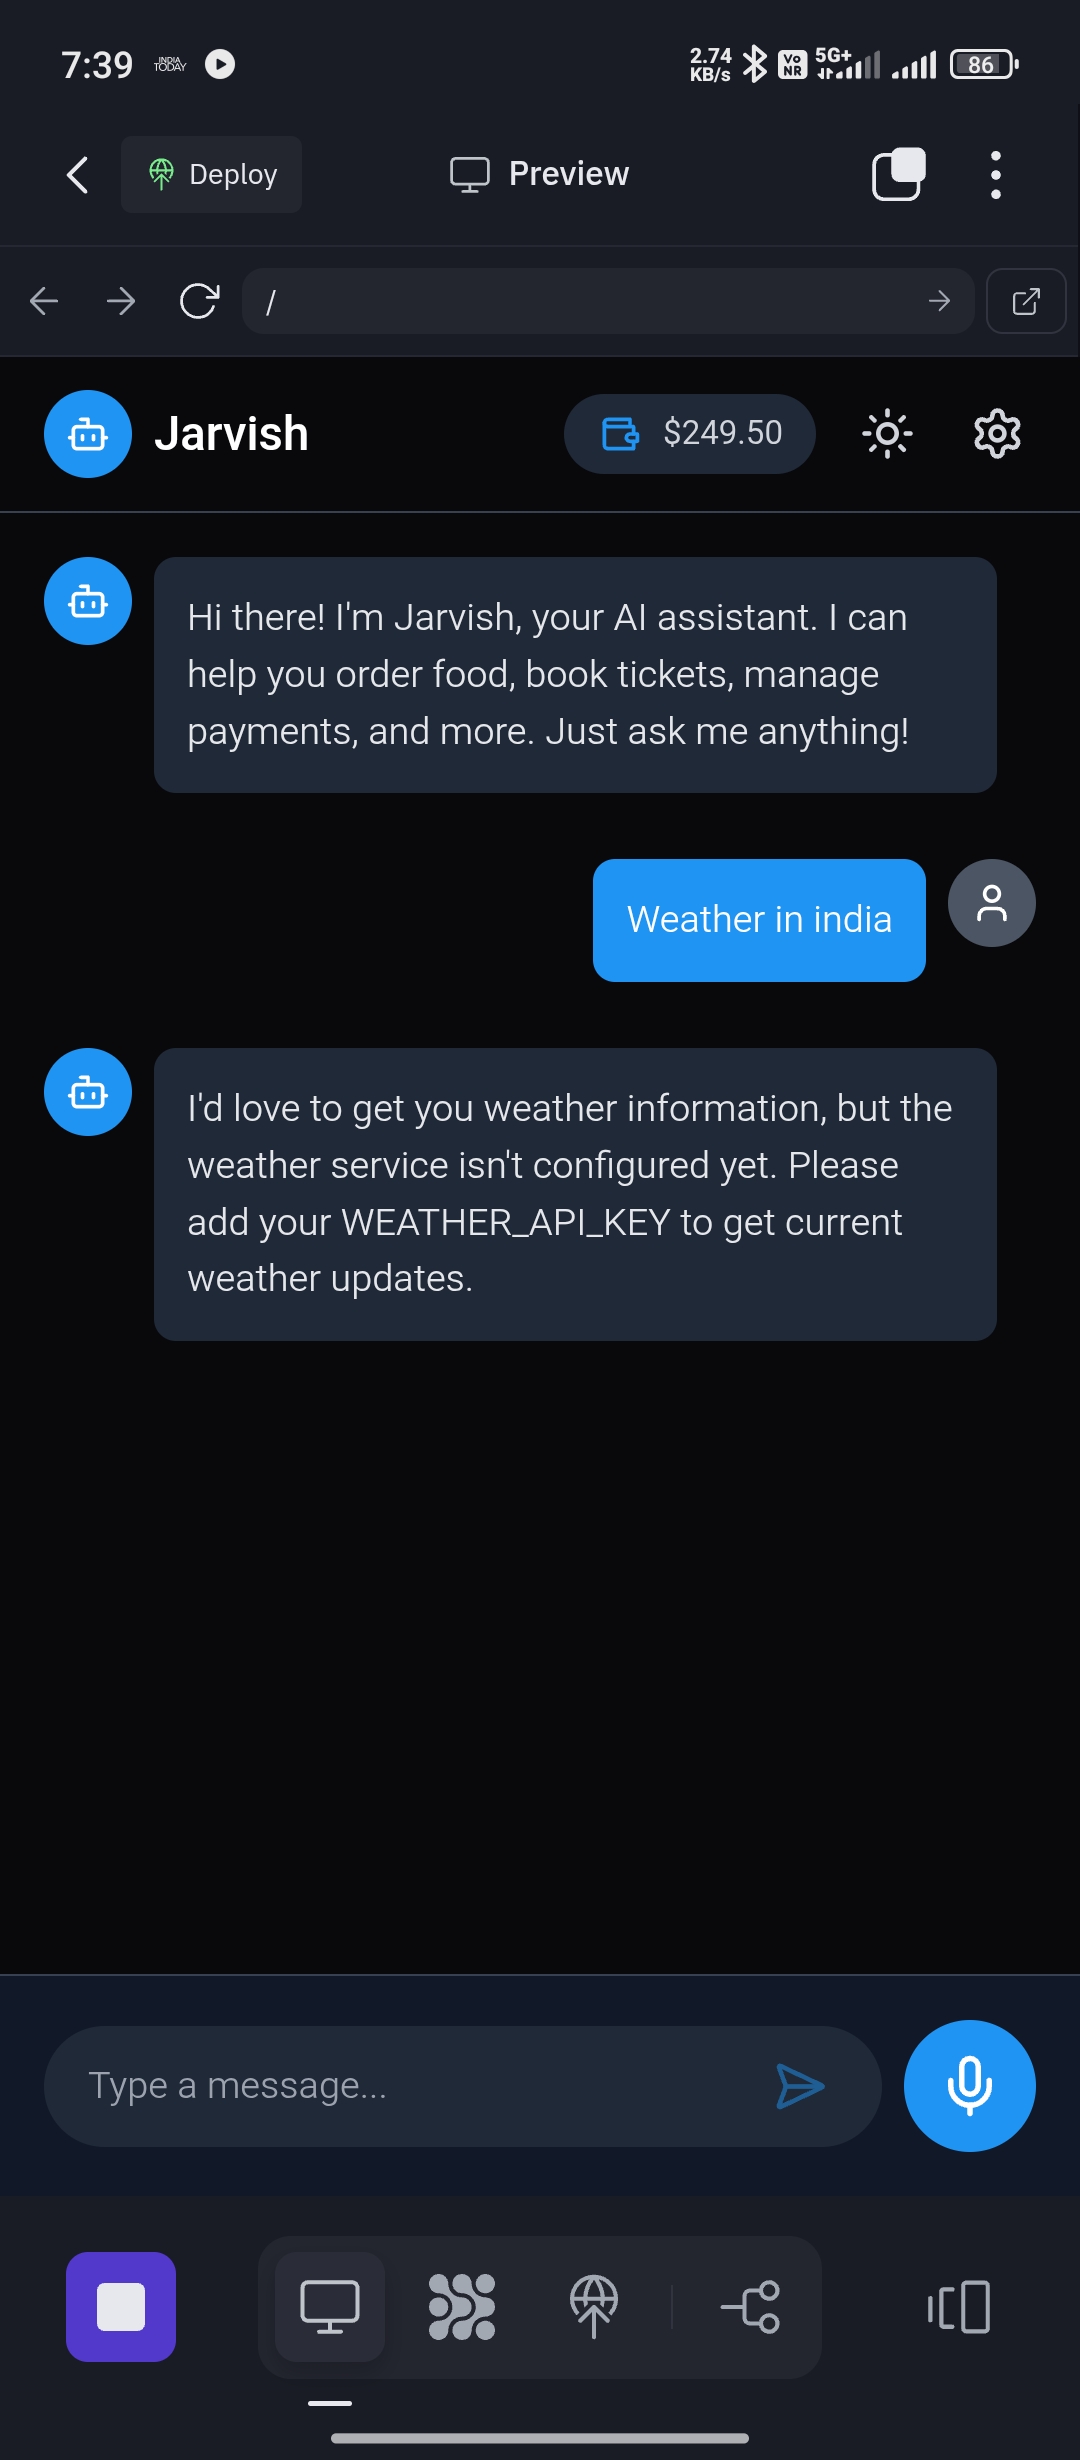 7:39 INDIA TODAY 2.74 KB/s Vo NR 5G+ 86
Deploy Preview
/
Jarvish $249.50
Hi there! I'm Jarvish, your AI assistant. I can
help you order food, book tickets, manage
payments, and more. Just ask me anything!
Weather in india
I'd love to get you weather information, but the
weather service isn't configured yet. Please
add your WEATHER_API_KEY to get current
weather updates.
Type a message...